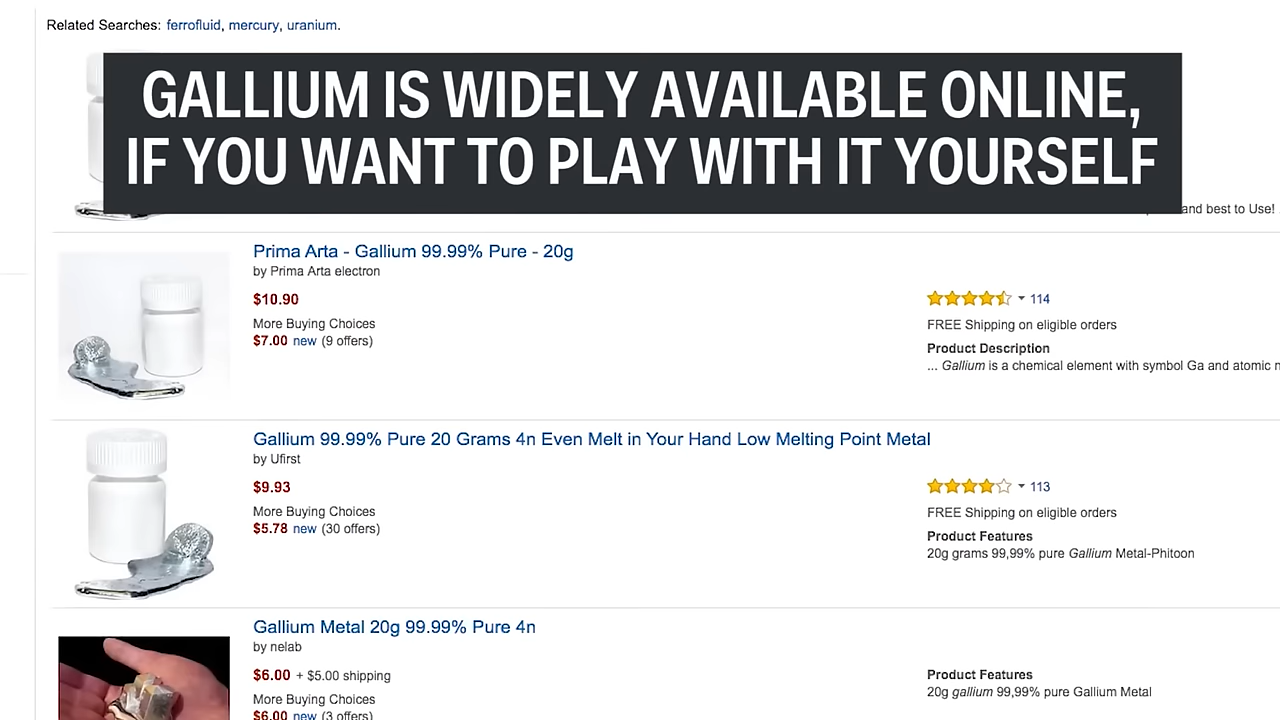 Related Searches: ferrofluid, mercury, uranium.
GALLIUM IS WIDELY AVAILABLE ONLINE,
IF YOU WANT TO PLAY WITH IT YOURSELF
and best to Use!
Prima Arta - Gallium 99.99% Pure - 20g
by Prima Arta electron
$10.90
More Buying Choices
$7.00 new (9 offers)
114
FREE Shipping on eligible orders
Product Description
... Gallium is a chemical element with symbol Ga and atomic
Gallium 99.99% Pure 20 Grams 4n Even Melt in Your Hand Low Melting Point Metal
by Ufirst
$9.93
More Buying Choices
$5.78 new (30 offers)
113
FREE Shipping on eligible orders
Product Features
20g grams 99,99% pure Gallium Metal-Phitoon
Gallium Metal 20g 99.99% Pure 4n
by nelab
$6.00 + $5.00 shipping
More Buying Choices
$6.00 new (3 offers)
Product Features
20g gallium 99,99% pure Gallium Metal